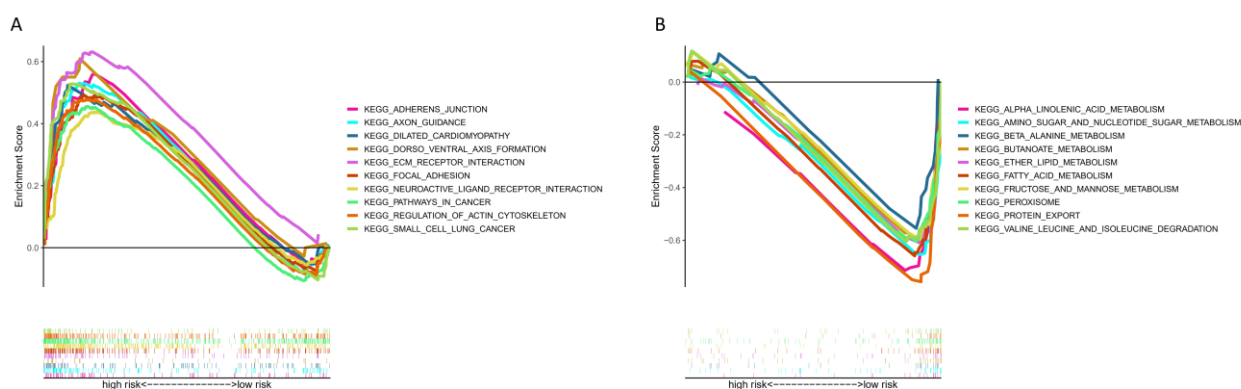 A
Enrichment Score
0.6
0.4
0.2
0.0
KEGG_ADHERENS_JUNCTION
KEGG_AXON_GUIDANCE
KEGG_DILATED_CARDIOMYOPATHY
KEGG_DORSO_VENTRAL_AXIS_FORMATION
KEGG_ECM_RECEPTOR_INTERACTION
KEGG_FOCAL_ADHESION
KEGG_NEUROACTIVE_LIGAND_RECEPTOR_INTERACTION
KEGG_PATHWAYS_IN_CANCER
KEGG_REGULATION_OF_ACTIN_CYTOSKELETON
KEGG_SMALL_CELL_LUNG_CANCER
high risk<-------------->low risk
B
Enrichment Score
0.0
−0.2
−0.4
−0.6
KEGG_ALPHA_LINOLENIC_ACID_METABOLISM
KEGG_AMINO_SUGAR_AND_NUCLEOTIDE_SUGAR_METABOLISM
KEGG_BETA_ALANINE_METABOLISM
KEGG_BUTANOATE_METABOLISM
KEGG_ETHER_LIPID_METABOLISM
KEGG_FATTY_ACID_METABOLISM
KEGG_FRUCTOSE_AND_MANNOSE_METABOLISM
KEGG_PEROXISOME
KEGG_PROTEIN_EXPORT
KEGG_VALINE_LEUCINE_AND_ISOLEUCINE_DEGRADATION
high risk<-------------->low risk